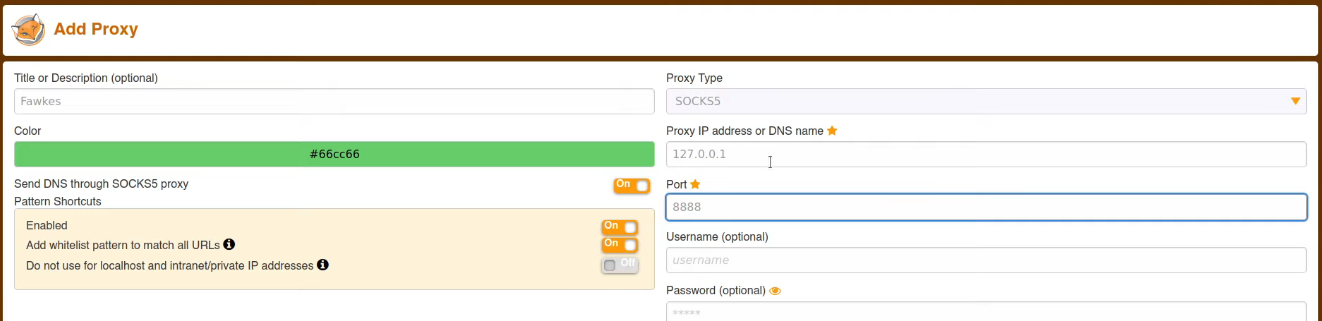 Add Proxy
Title or Description (optional)
Fawkes
Color
#66cc66
Send DNS through SOCKS5 proxy
On
Pattern Shortcuts
Enabled
On
Add whitelist pattern to match all URLs
On
Do not use for localhost and intranet/private IP addresses
Off
Proxy Type
SOCKS5
Proxy IP address or DNS name
127.0.0.1
Port
8888
Username (optional)
username
Password (optional)
*****